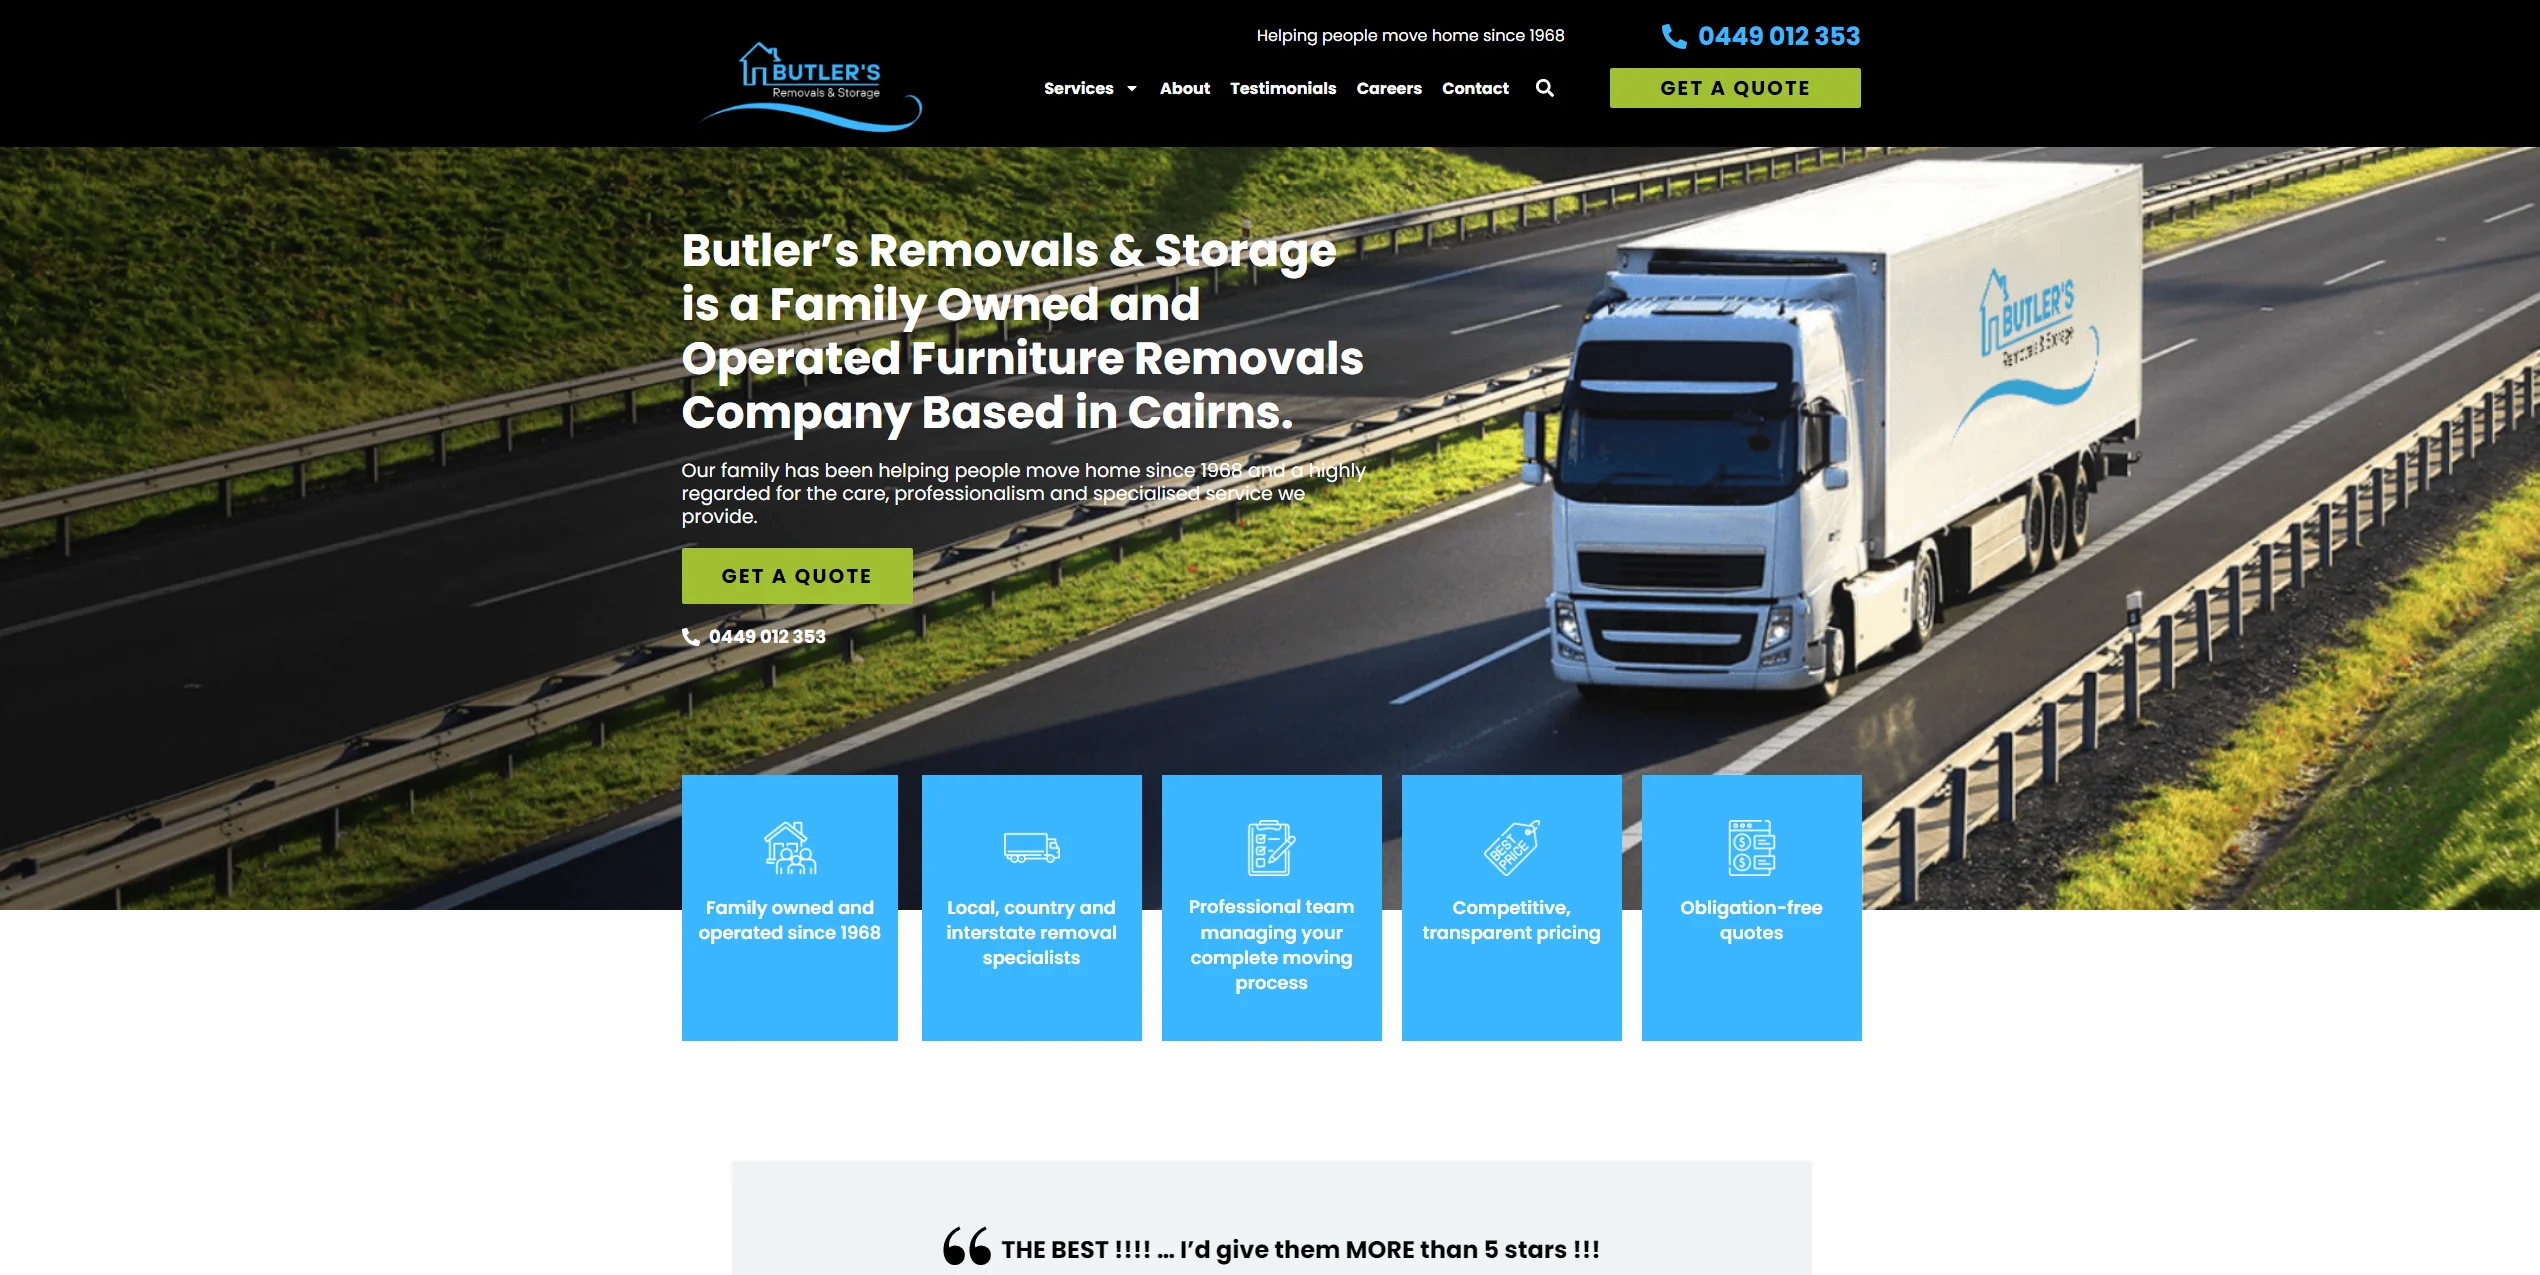 Helping people move home since 1968
0449 012 353
BUTLER'S
Removals & Storage
Services
About
Testimonials
Careers
Contact
GET A QUOTE
Butler’s Removals & Storage
is a Family Owned and
Operated Furniture Removals
Company Based in Cairns.
Our family has been helping people move home since 1968 and a highly
regarded for the care, professionalism and specialised service we
provide.
GET A QUOTE
0449 012 353
BUTLER'S
Removals & Storage
Family owned and
operated since 1968
Local, country and
interstate removal
specialists
Professional team
managing your
complete moving
process
BEST
PRICE
Competitive,
transparent pricing
Obligation-free
quotes
THE BEST !!!! … I’d give them MORE than 5 stars !!!